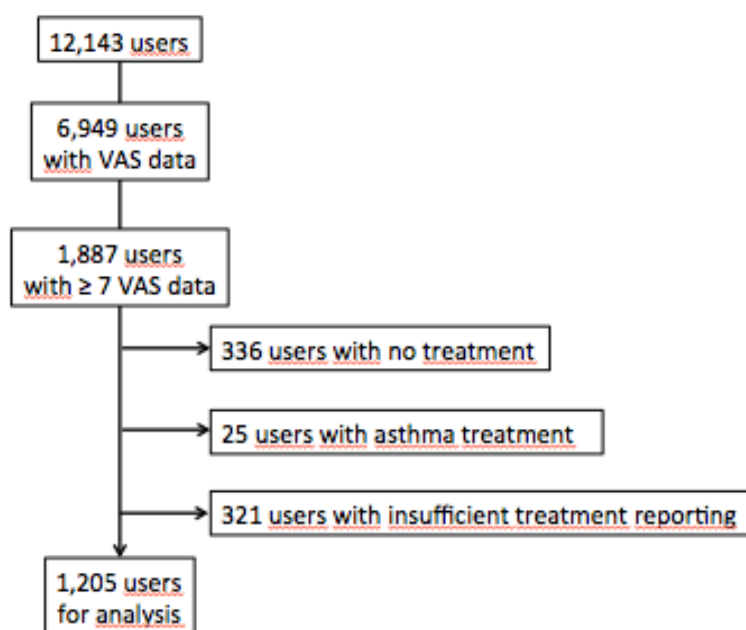 12,143 users
6,949 users
with VAS data
1,887 users
with ≥ 7 VAS data
336 users with no treatment
25 users with asthma treatment
321 users with insufficient treatment reporting
1,205 users
for analysis